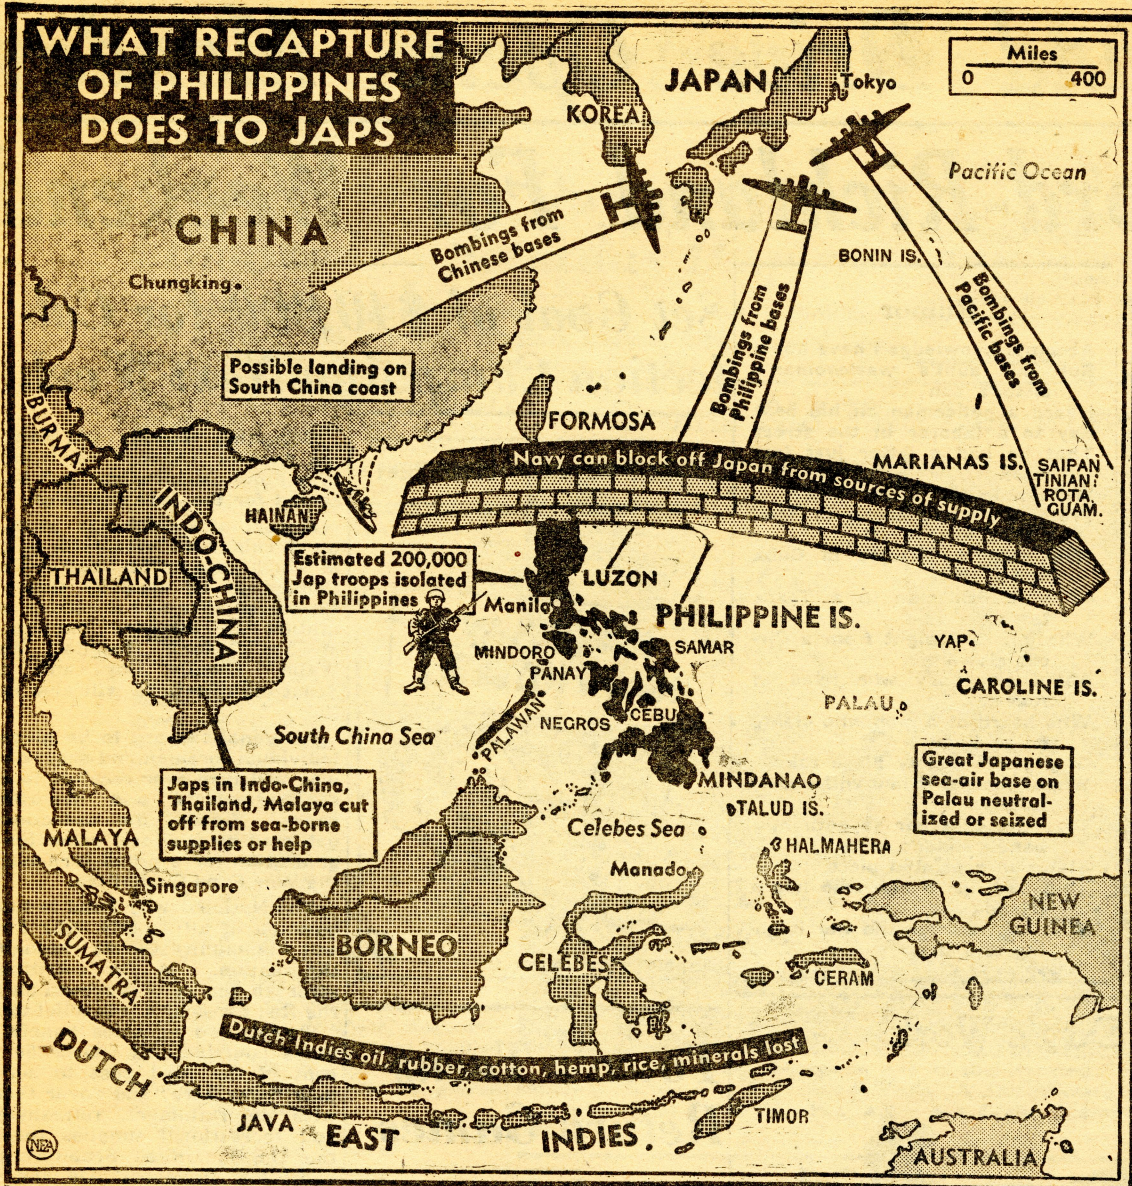 WHAT RECAPTURE
OF PHILIPPINES
DOES TO JAPS
Miles
0 400
JAPAN
Tokyo
KOREA
Pacific Ocean
CHINA
Chungking
Bombings from
Chinese bases
BONIN IS.
Bombings from
Philippine bases
Bombings from
Pacific bases
Possible landing on
South China coast
BURMA
FORMOSA
Navy can block off Japan from sources of supply
MARIANAS IS.
SAIPAN
TINIAN
ROTA
GUAM.
INDO-CHINA
HAINAN
THAILAND
Estimated 200,000
Jap troops isolated
in Philippines
LUZON
Manila
PHILIPPINE IS.
MINDORO
SAMAR
PANAY
YAP
CAROLINE IS.
PALAU
PALAWAN
NEGROS
CEBU
South China Sea
MINDANAO
TALUD IS.
Great Japanese
sea-air base on
Palau neutral-
ized or seized
Japs in Indo-China,
Thailand, Malaya cut
off from sea-borne
supplies or help
MALAYA
Celebes Sea
HALMAHERA
Manado
Singapore
NEW
GUINEA
SUMATRA
BORNEO
CELEBES
CERAM
Dutch Indies oil, rubber, cotton, hemp, rice, minerals lost
DUTCH
JAVA
EAST
INDIES.
TIMOR
AUSTRALIA
NEA